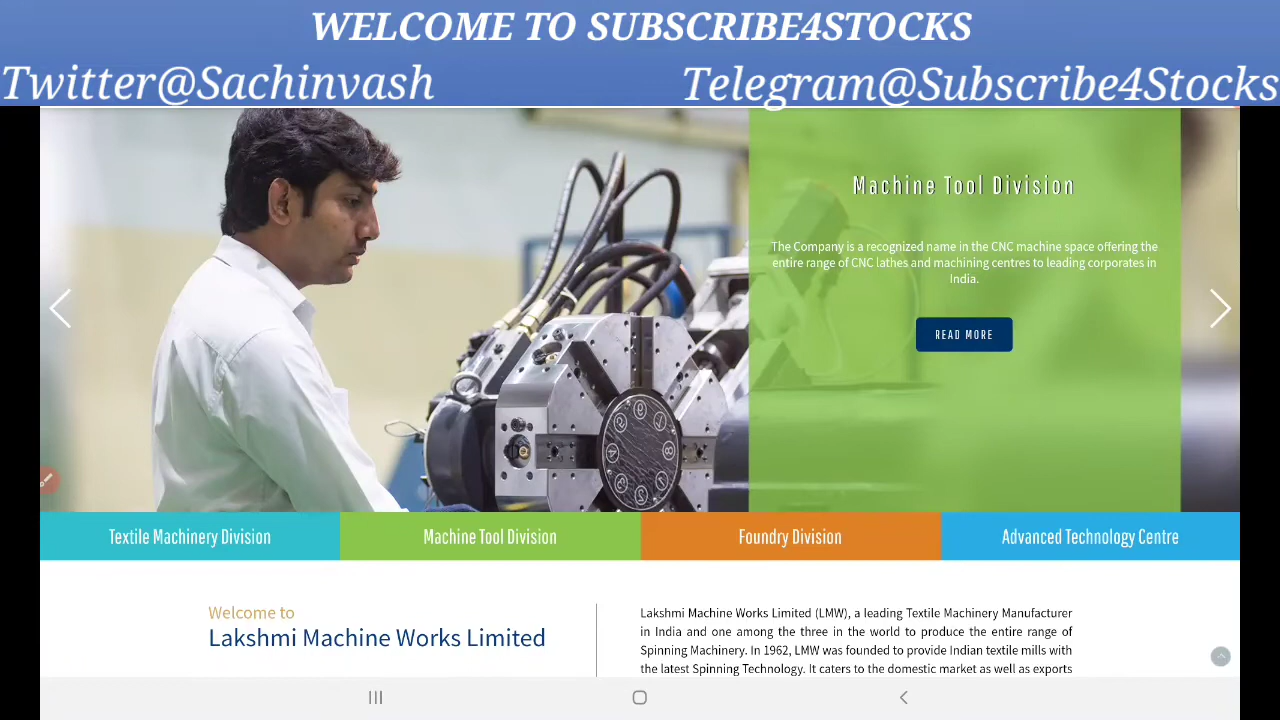 WELCOME TO SUBSCRIBE4STOCKS
Twitter@Sachinvash
Telegram@Subscribe4Stocks
Machine Tool Division
The Company is a recognized name in the CNC machine space offering the
entire range of CNC lathes and machining centres to leading corporates in
India.
READ MORE
Textile Machinery Division
Machine Tool Division
Foundry Division
Advanced Technology Centre
Welcome to
Lakshmi Machine Works Limited
Lakshmi Machine Works Limited (LMW), a leading Textile Machinery Manufacturer
in India and one among the three in the world to produce the entire range of
Spinning Machinery. In 1962, LMW was founded to provide Indian textile mills with
the latest Spinning Technology. It caters to the domestic market as well as exports